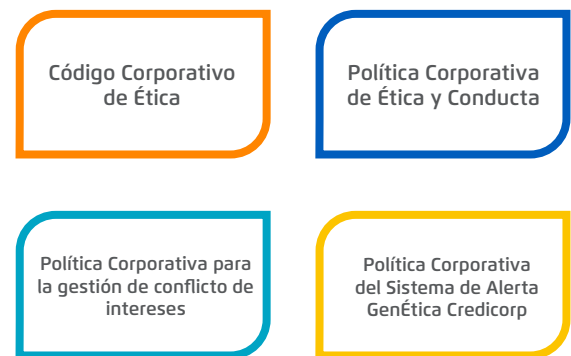 Código Corporativo
de Ética
Política Corporativa
de Ética y Conducta
Política Corporativa para
la gestión de conflicto de
intereses
Política Corporativa
del Sistema de Alerta
GenÉtica Credicorp